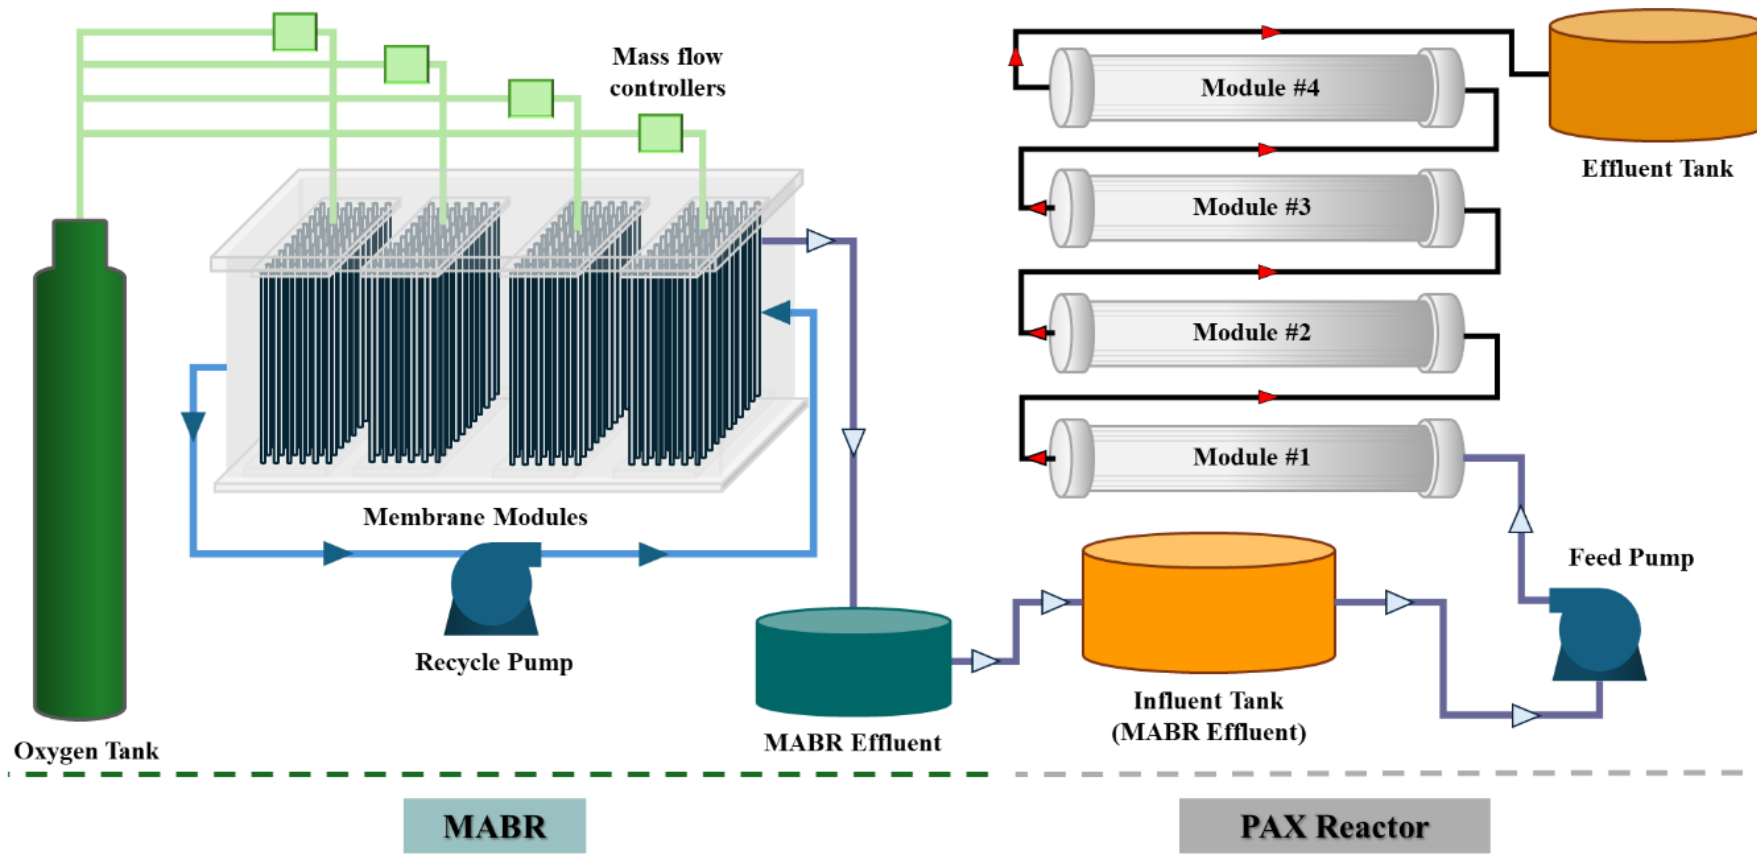 Mass flow
controllers
Membrane Modules
Recycle Pump
Oxygen Tank
MABR Effluent
MABR
Module #4
Effluent Tank
Module #3
Module #2
Module #1
Feed Pump
Influent Tank
(MABR Effluent)
PAX Reactor